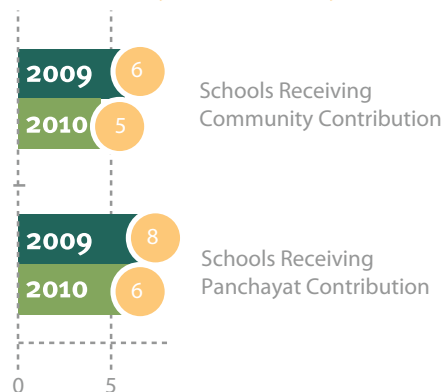 2009 6
2010 5
Schools Receiving
Community Contribution
2009 8
2010 6
Schools Receiving
Panchayat Contribution
0 5